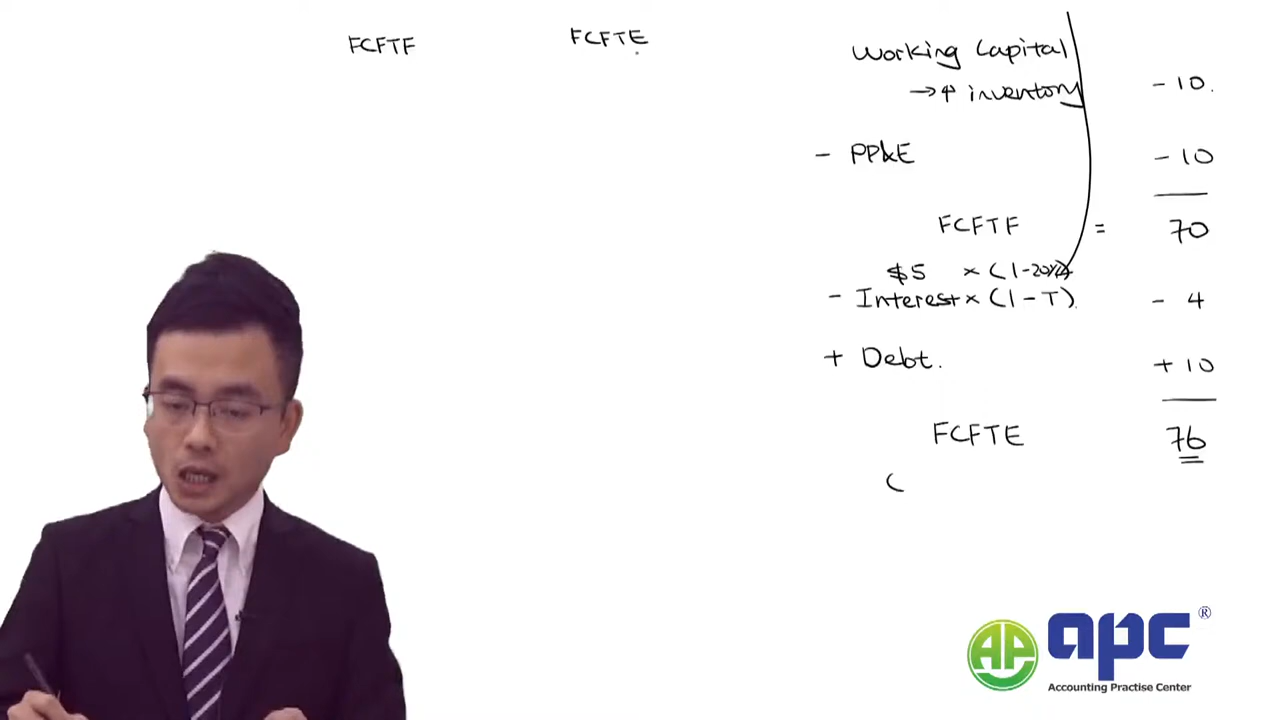 FCFTF FCFTE
Working Capital
→ ↑ inventory - 10.
- PP&E - 10
FCFTF = 70
$5 × (1-20%)
- Interest × (1-T). - 4
+ Debt. + 10
FCFTE 76
(
AP apc ®
Accounting Practise Center